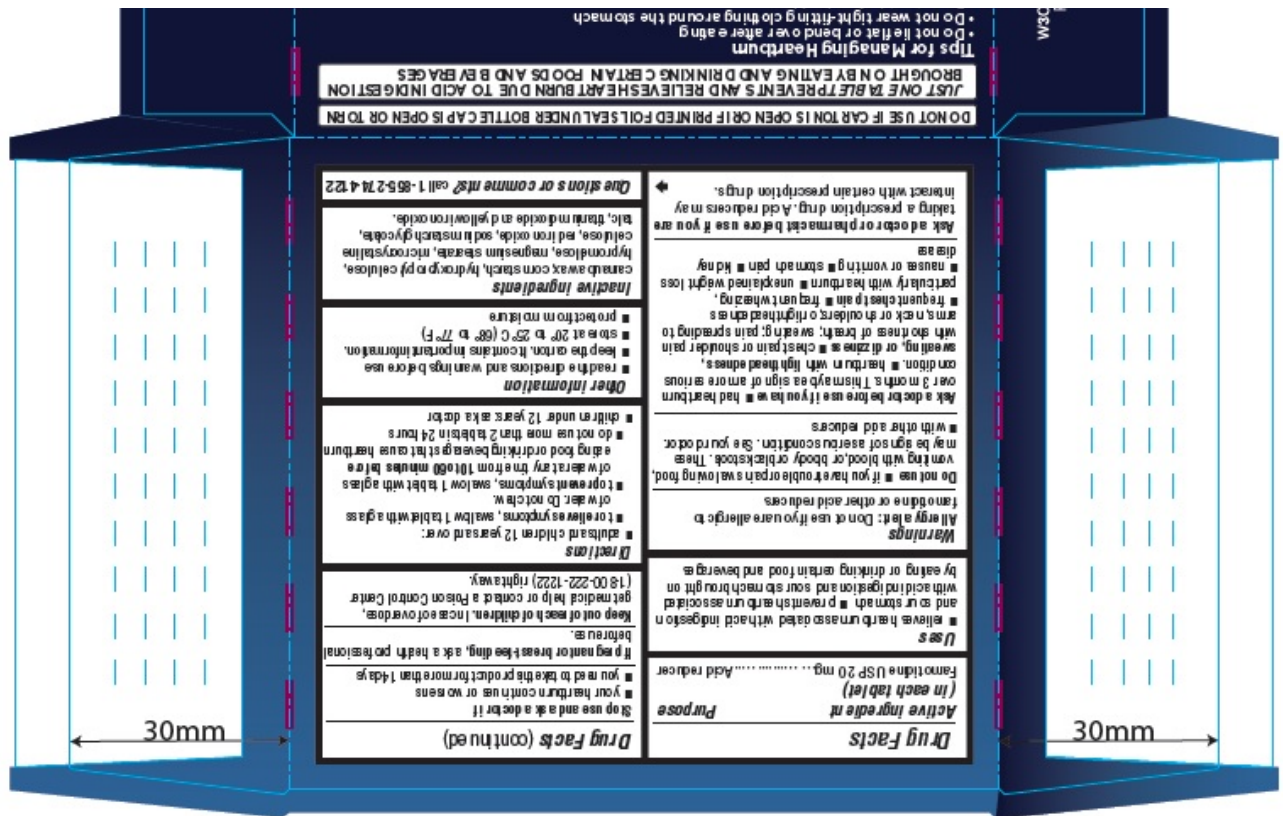 30mm
30mm
Drug Facts
Active ingredient Purpose
(in each tablet)
Famotidine USP 20 mg..................Acid reducer
Uses
■ relieves heartburn associated with acid indigestion
and sour stomach ■ prevents heartburn associated
with acid indigestion and sour stomach brought on
by eating or drinking certain food and beverages
Warnings
Allergy alert: Do not use if you are allergic to
famotidine or other acid reducers
Do not use ■ if you have trouble or pain swallowing food,
vomiting with blood, or bloody or black stools. These
may be sign of a serious condition. See your doctor.
■ with other acid reducers
Ask a doctor before use if you have ■ had heartburn
over 3 months. This may be a sign of a more serious
condition. ■ heartburn with lightheadedness,
sweating, or dizziness ■ chest pain or shoulder pain
with shortness of breath; sweating; pain spreading to
arms, neck or shoulders; or lightheadedness
■ frequent chest pain ■ frequent wheezing,
particularly with heartburn ■ unexplained weight loss
■ nausea or vomiting ■ stomach pain ■ kidney
disease
Ask a doctor or pharmacist before use if you are
taking a prescription drug. Acid reducers may
interact with certain prescription drugs.
Drug Facts (continued)
Stop use and ask a doctor if
■ your heartburn continues or worsens
■ you need to take this product for more than 14 days
If pregnant or breast-feeding, ask a health professional
before use.
Keep out of reach of children. In case of overdose,
get medical help or contact a Poison Control Center
(1-800-222-1222) right away.
Directions
■ adults and children 12 years and over:
■ to relieve symptoms, swallow 1 tablet with a glass
of water. Do not chew.
■ to prevent symptoms, swallow 1 tablet with a glass
of water at any time from 10 to 60 minutes before
eating food or drinking beverages that cause heartburn
■ do not use more than 2 tablets in 24 hours
■ children under 12 years: ask a doctor
Other information
■ read the directions and warnings before use
■ keep the carton. It contains important information.
■ store at 20° to 25° C (68° to 77° F)
■ protect from moisture
Inactive ingredients
carnauba wax, corn starch, hydroxypropyl cellulose,
hypromellose, magnesium stearate, microcrystalline
cellulose, red iron oxide, sodium starch glycolate,
talc, titanium dioxide and yellow iron oxide.
Questions or comments? call 1-855-274-4122
DO NOT USE IF CARTON IS OPEN OR IF PRINTED FOIL SEAL UNDER BOTTLE CAP IS OPEN OR TORN
JUST ONE TABLET PREVENTS AND RELIEVES HEARTBURN DUE TO ACID INDIGESTION
BROUGHT ON BY EATING AND DRINKING CERTAIN FOODS AND BEVERAGES
Tips for Managing Heartburn
• Do not lie flat or bend over after eating
• Do not wear tight-fitting clothing around the stomach